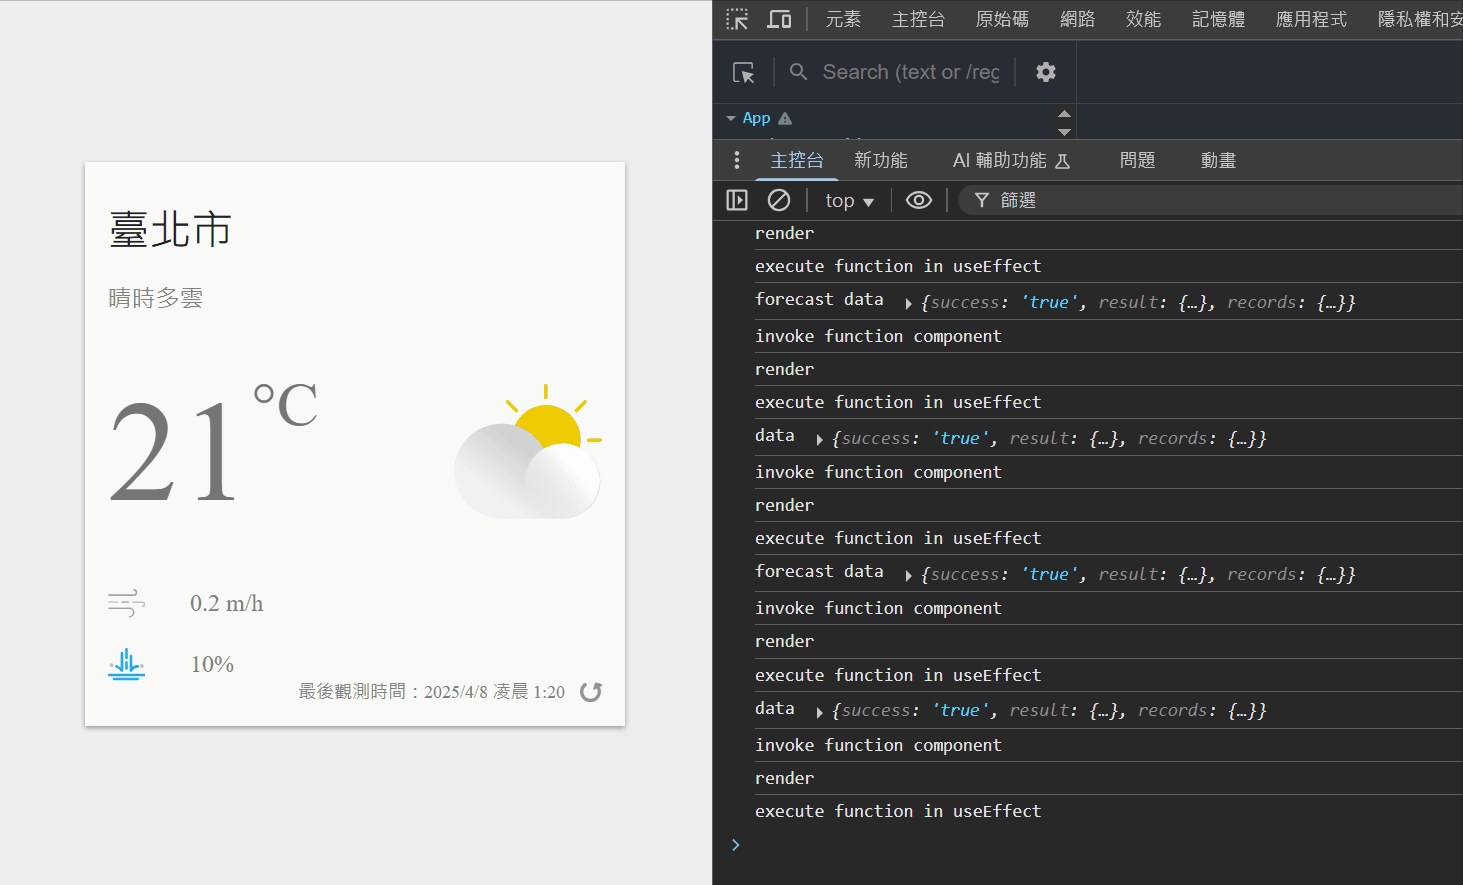 臺北市
晴時多雲
21 °C
0.2 m/h
10%
最後觀測時間：2025/4/8 凌晨 1:20
元素 主控台 原始碼 網路 效能 記憶體 應用程式 隱私權和安
Search (text or /reg
App
主控台 新功能 AI 輔助功能 問題 動畫
top 篩選
render
execute function in useEffect
forecast data ▶ {success: 'true', result: {…}, records: {…}}
invoke function component
render
execute function in useEffect
data ▶ {success: 'true', result: {…}, records: {…}}
invoke function component
render
execute function in useEffect
forecast data ▶ {success: 'true', result: {…}, records: {…}}
invoke function component
render
execute function in useEffect
data ▶ {success: 'true', result: {…}, records: {…}}
invoke function component
render
execute function in useEffect